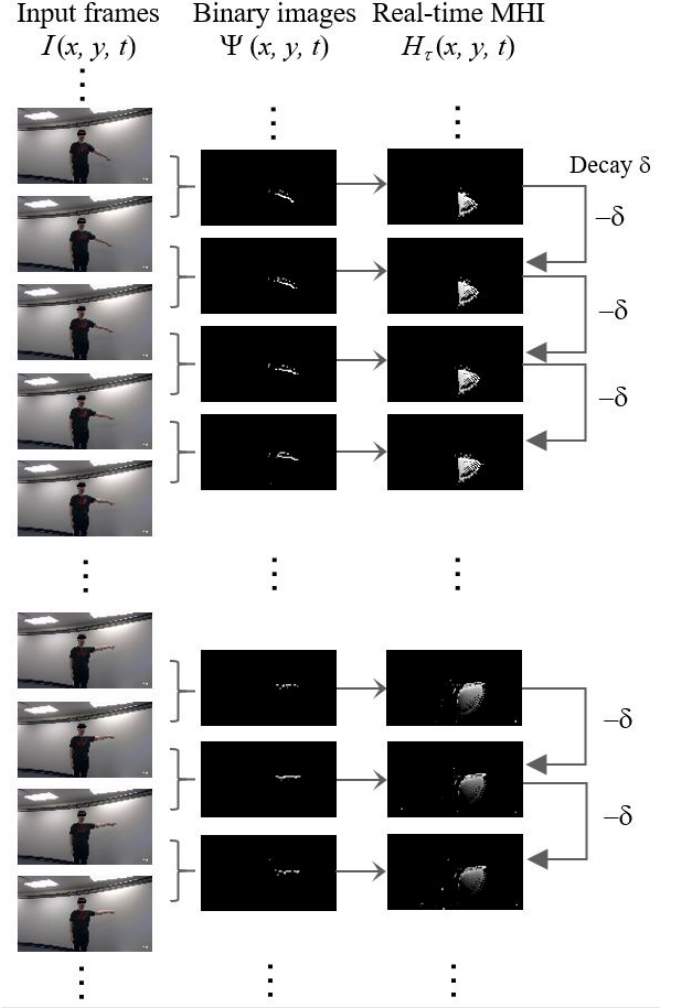 Input frames Binary images Real-time MHI
I(x, y, t) Ψ (x, y, t) Hτ(x, y, t)
Decay δ
–δ
–δ
–δ
–δ
–δ